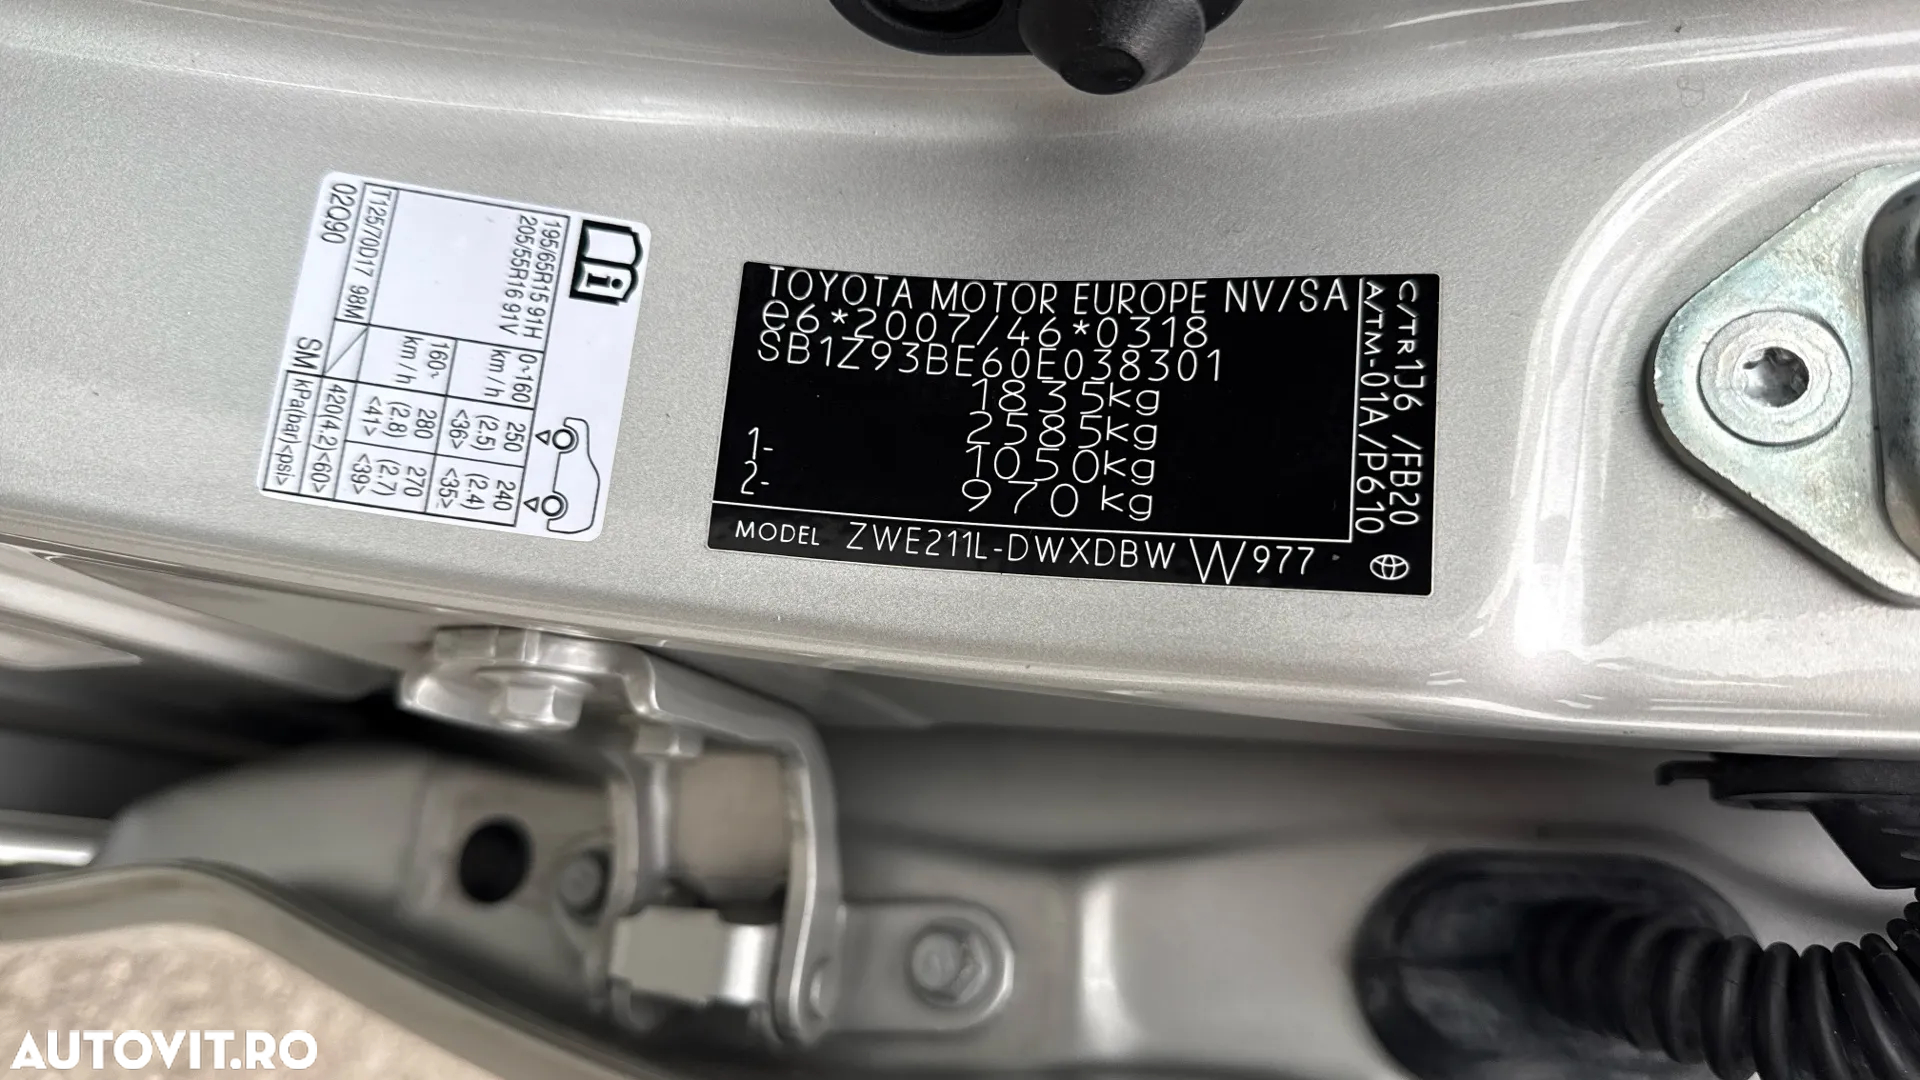 195/65R15 91H
205/55R16 91V
0~160
km/h
250
(2.5)
<36>
240
(2.4)
<35>
160~
km/h
280
(2.8)
<41>
270
(2.7)
<39>
T125/70D17 98M
420(4.2)<60>
02Q90
SM
kPa(bar)<psi>
TOYOTA MOTOR EUROPE NV/SA
e6*2007/46*0318
SB1Z93BE60E038301
1835kg
2585kg
1- 1050kg
2- 970 kg
MODEL ZWE211L-DWXDBW W977
C/TR1J6 /FB20
A/TM-01A/P610
AUTOVIT.RO